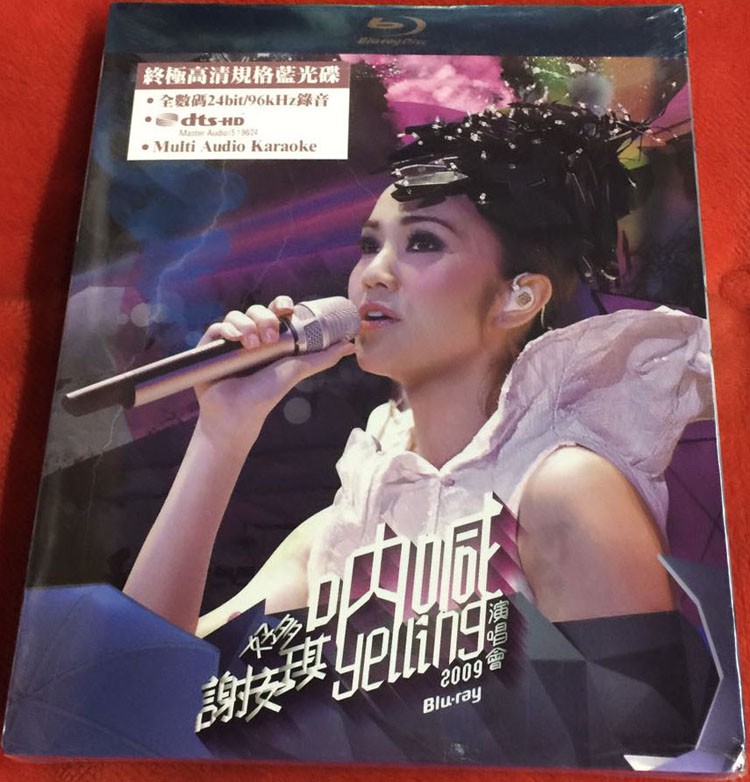 Blu-ray Disc
終極高清規格藍光碟
• 全數碼24bit/96kHz錄音
• dts-HD
Master Audio/5.1 96/24
• Multi Audio Karaoke
吶喊
好多
謝安琪
Yelling
演唱會
2009
Blu-ray